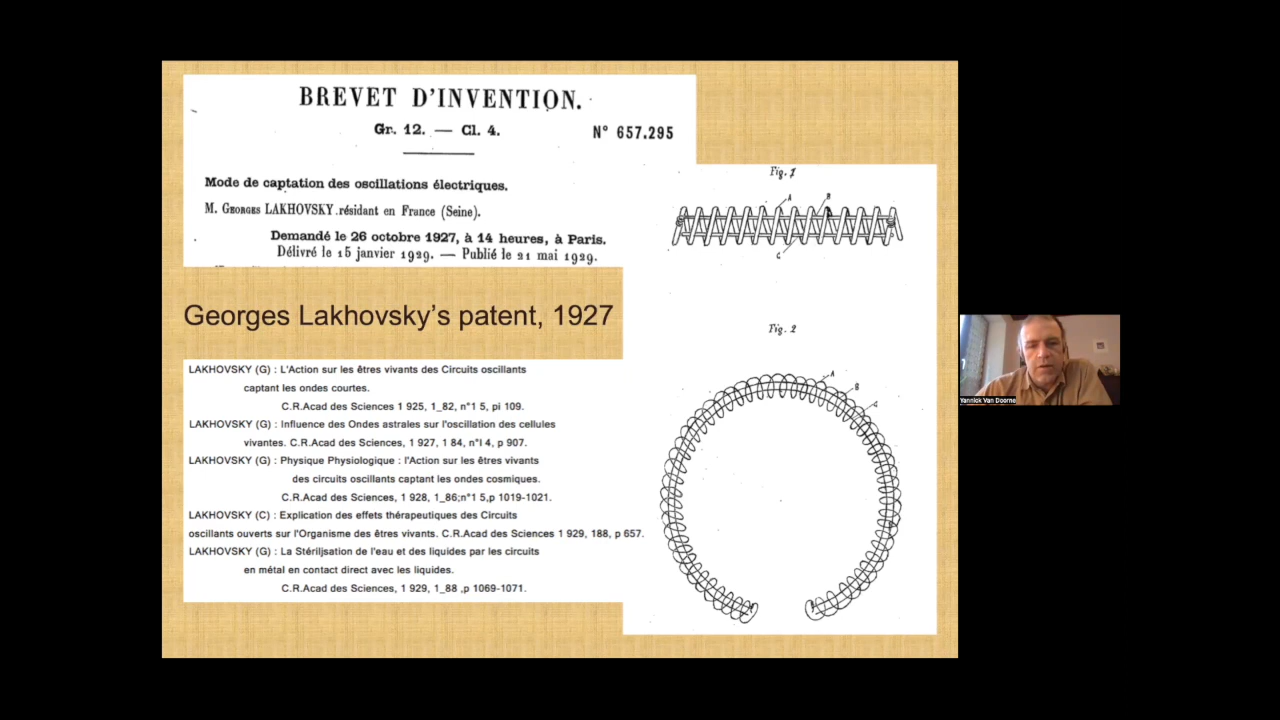 BREVET D'INVENTION.
Gr. 12. — Cl. 4.
N° 657.295
Mode de captation des oscillations électriques.
M. Georges LAKHOVSKY résidant en France (Seine).
Demandé le 26 octobre 1927, à 14 heures, à Paris.
Délivré le 15 janvier 1929. — Publié le 21 mai 1929.
Georges Lakhovsky's patent, 1927
LAKHOVSKY (G) : L'Action sur les êtres vivants des Circuits oscillants
captant les ondes courtes.
C.R.Acad des Sciences 1 925, 1_82, n°1 5, pi 109.
LAKHOVSKY (G) : Influence des Ondes astrales sur l'oscillation des cellules
vivantes. C.R.Acad des Sciences, 1 927, 1 84, n°I 4, p 907.
LAKHOVSKY (G) : Physique Physiologique : l'Action sur les êtres vivants
des circuits oscillants captant les ondes cosmiques.
C.R.Acad des Sciences, 1 928, 1_86;n°1 5,p 1019-1021.
LAKHOVSKY (C) : Explication des effets thérapeutiques des Circuits
oscillants ouverts sur l'Organisme des êtres vivants. C.R.Acad des Sciences 1 929, 188, p 657.
LAKHOVSKY (G) : La Stériljsation de l'eau et des liquides par les circuits
en métal en contact direct avec les liquides.
C.R.Acad des Sciences, 1 929, 1_88 ,p 1069-1071.
Fig. 1
A
B
C
Fig. 2
A
B
C
Yannick Van Doorne